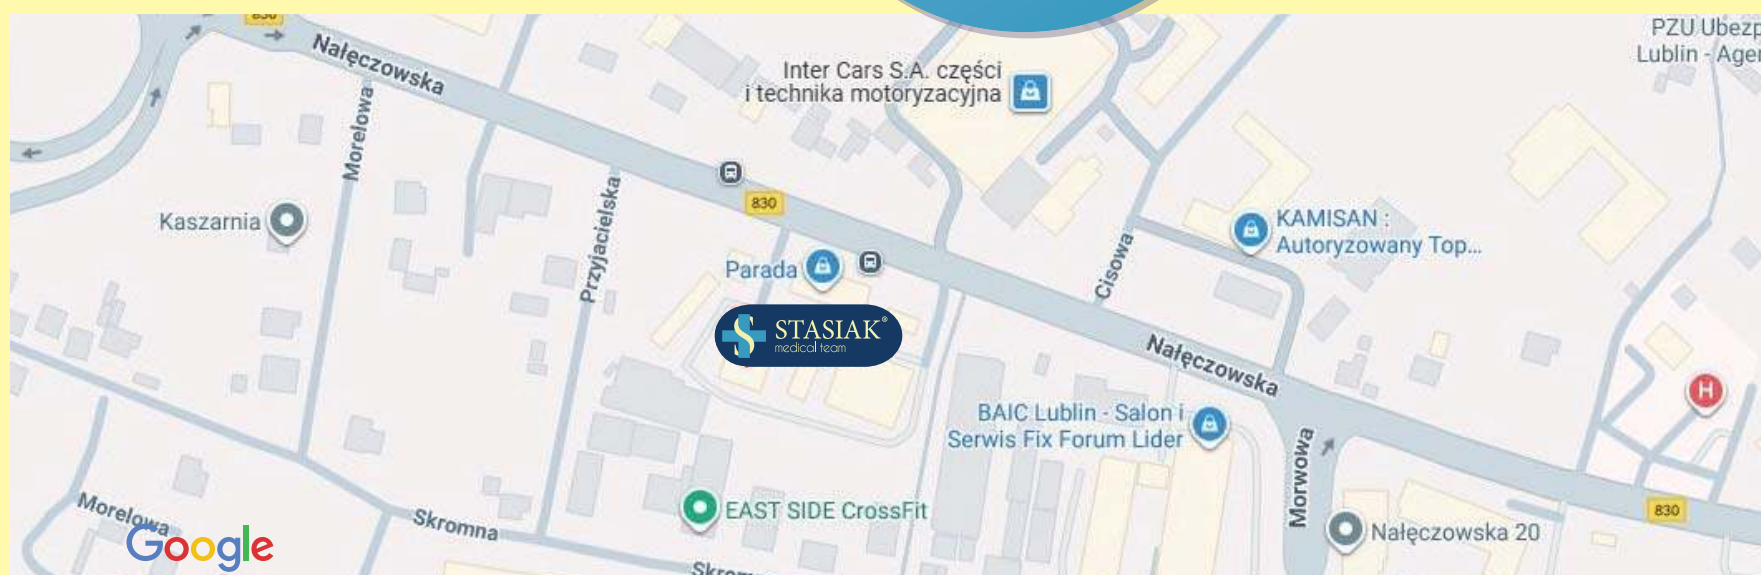 830
Nałęczowska
Inter Cars S.A. części
i technika motoryzacyjna
PZU Ubezp
Lublin - Ager
Morelowa
Przyjacielska
830
Kaszarnia
KAMISAN :
Autoryzowany Top...
Cisowa
Parada
STASIAK®
medical team
Nałęczowska
BAIC Lublin - Salon i
Serwis Fix Forum Lider
H
Morwowa
EAST SIDE CrossFit
Morelowa
Skromna
830
Nałęczowska 20
Google